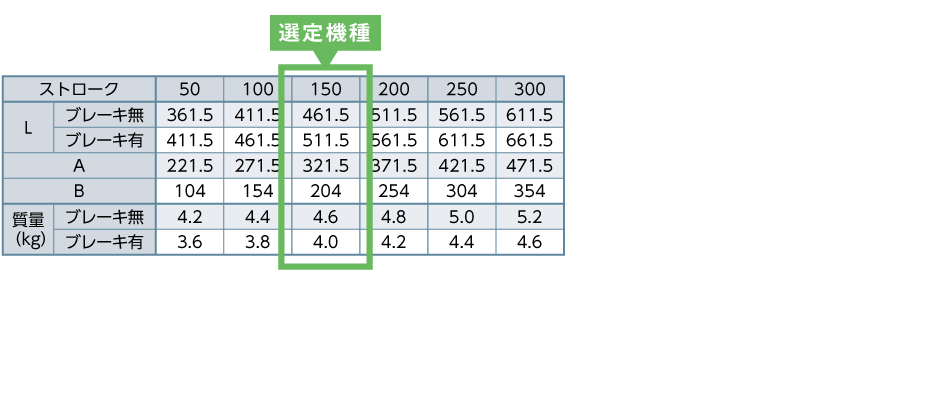 選定機種
ストローク 50 100 150 200 250 300
L ブレーキ無 361.5 411.5 461.5 511.5 561.5 611.5
ブレーキ有 411.5 461.5 511.5 561.5 611.5 661.5
A 221.5 271.5 321.5 371.5 421.5 471.5
B 104 154 204 254 304 354
質量 (kg) ブレーキ無 4.2 4.4 4.6 4.8 5.0 5.2
ブレーキ有 3.6 3.8 4.0 4.2 4.4 4.6